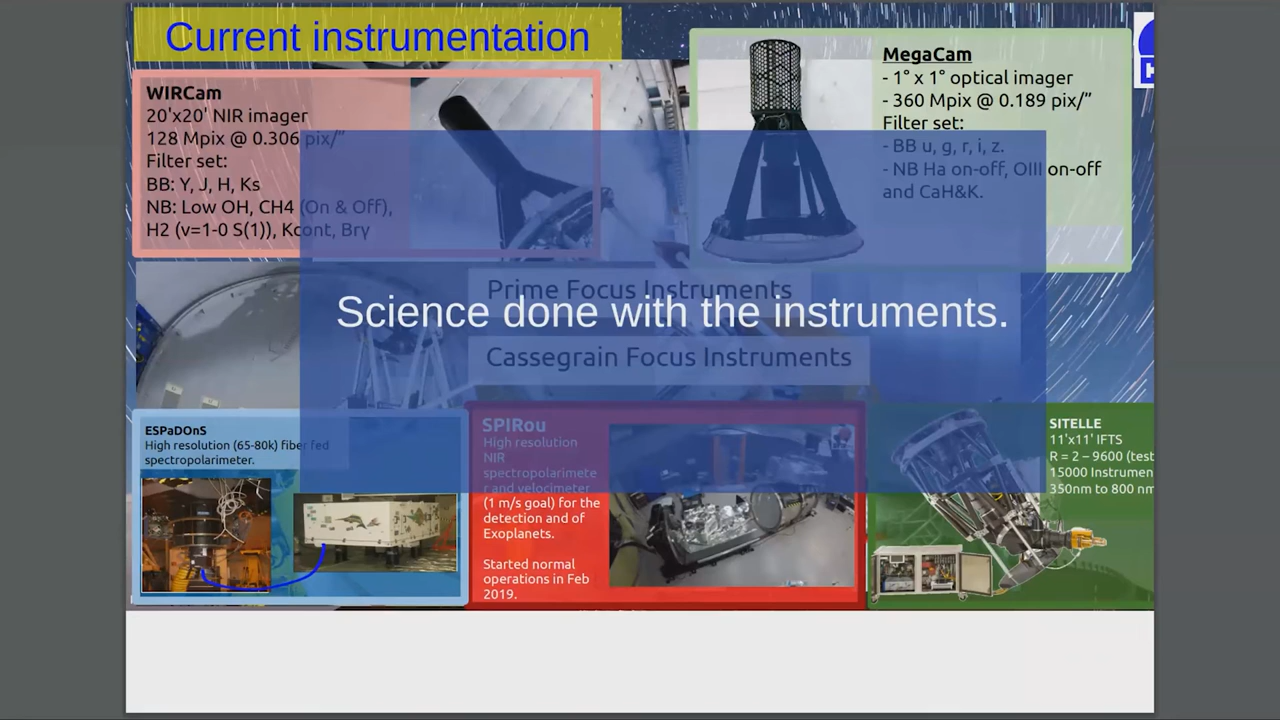 Current instrumentation
WIRCam
20'x20' NIR imager
128 Mpix @ 0.306 pix/”
Filter set:
BB: Y, J, H, Ks
NB: Low OH, CH4 (On & Off),
H2 (v=1-0 S(1)), Kcont, Brγ
MegaCam
- 1° x 1° optical imager
- 360 Mpix @ 0.189 pix/”
Filter set:
- BB u, g, r, i, z.
- NB Ha on-off, OIII on-off
and CaH&K.
Prime Focus Instruments
Science done with the instruments.
Cassegrain Focus Instruments
ESPaDOnS
High resolution (65-80k) fiber fed
spectropolarimeter.
SPIRou
High resolution
NIR
spectropolarimete
r and velocimeter
(1 m/s goal) for the
detection and of
Exoplanets.
Started normal
operations in Feb
2019.
SITELLE
11'x11' IFTS
R = 2 – 9600 (test
15000 Instrumen
350nm to 800 nm